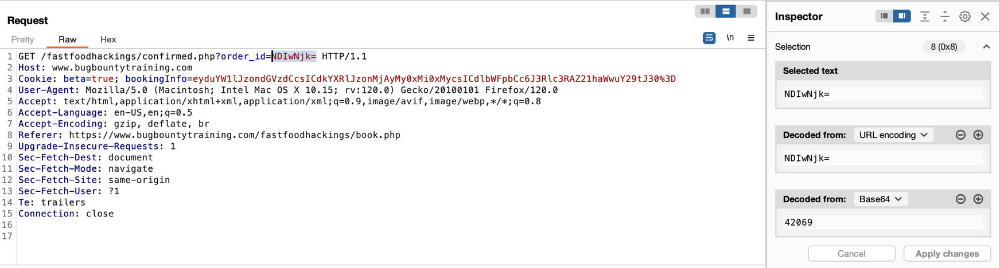 Request
Pretty Raw Hex
\n
1 GET /fastfoodhackings/confirmed.php?order_id=NDIwNjk= HTTP/1.1
2 Host: www.bugbountytraining.com
3 Cookie: beta=true; bookingInfo=eyduYW1lJzondGVzdCcsICdkYXRlJzonMjAyMy0xMi0xMycsICdlbWFpbCc6J3Rlc3RAZ21haWwuY29tJ30%3D
4 User-Agent: Mozilla/5.0 (Macintosh; Intel Mac OS X 10.15; rv:120.0) Gecko/20100101 Firefox/120.0
5 Accept: text/html,application/xhtml+xml,application/xml;q=0.9,image/avif,image/webp,*/*;q=0.8
6 Accept-Language: en-US,en;q=0.5
7 Accept-Encoding: gzip, deflate, br
8 Referer: https://www.bugbountytraining.com/fastfoodhackings/book.php
9 Upgrade-Insecure-Requests: 1
10 Sec-Fetch-Dest: document
11 Sec-Fetch-Mode: navigate
12 Sec-Fetch-Site: same-origin
13 Sec-Fetch-User: ?1
14 Te: trailers
15 Connection: close
16
17
Inspector
Selection 8 (0x8)
Selected text
NDIwNjk=
Decoded from: URL encoding
NDIwNjk=
Decoded from: Base64
42069
Cancel Apply changes